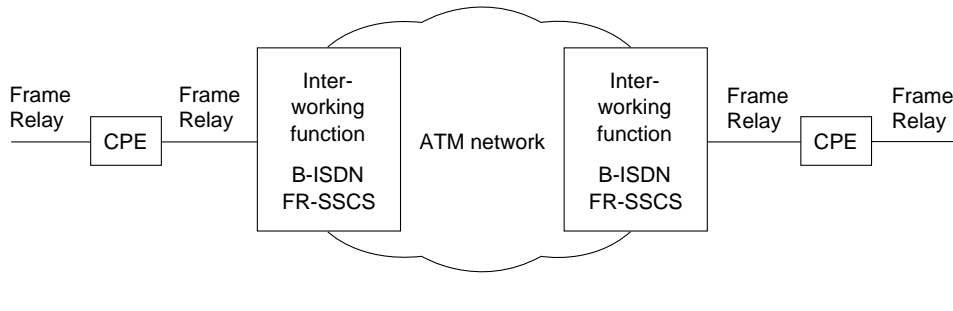 Frame
Relay
CPE
Frame
Relay
Inter-
working
function
B-ISDN
FR-SSCS
ATM network
Inter-
working
function
B-ISDN
FR-SSCS
Frame
Relay
CPE
Frame
Relay